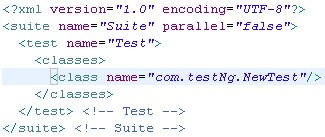 <?xml version="1.0" encoding="UTF-8"?>
<suite name="Suite" parallel="false">
  <test name="Test">
    <classes>
      <class name="com.testNg.NewTest"/>
    </classes>
  </test> <!-- Test -->
</suite> <!-- Suite -->